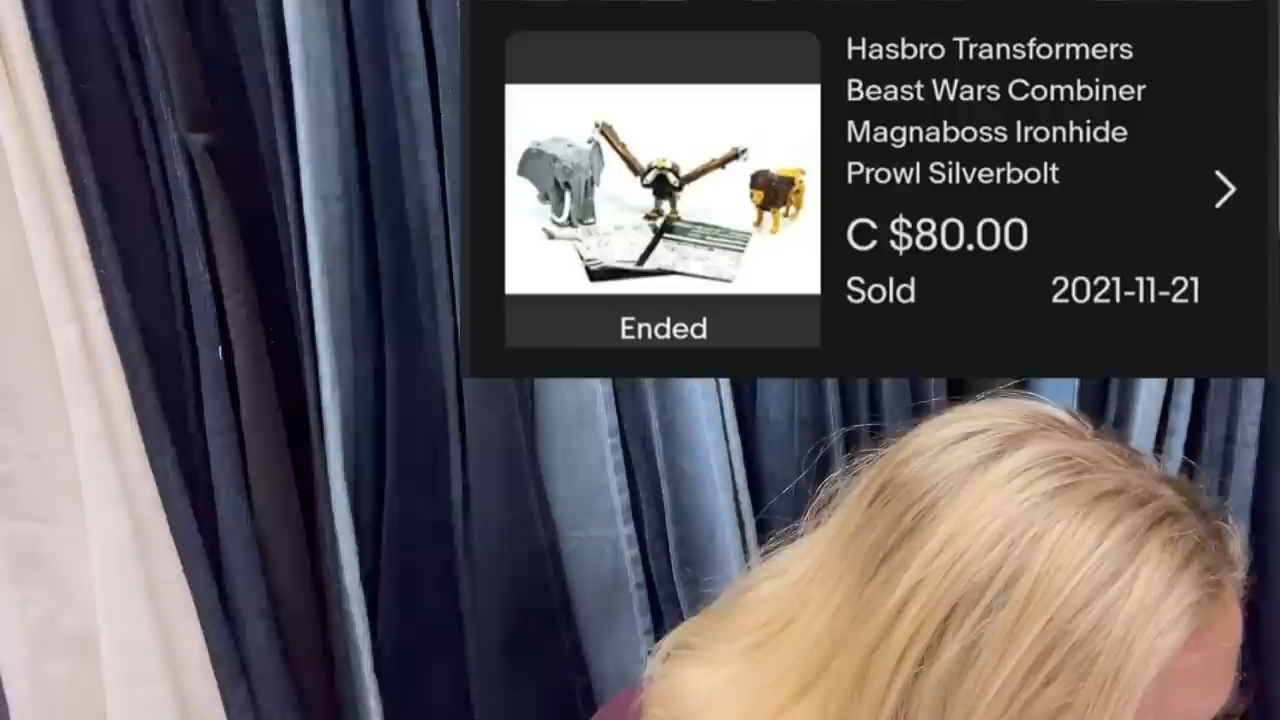 Hasbro Transformers
Beast Wars Combiner
Magnaboss Ironhide
Prowl Silverbolt
C $80.00
Sold 2021-11-21
Ended